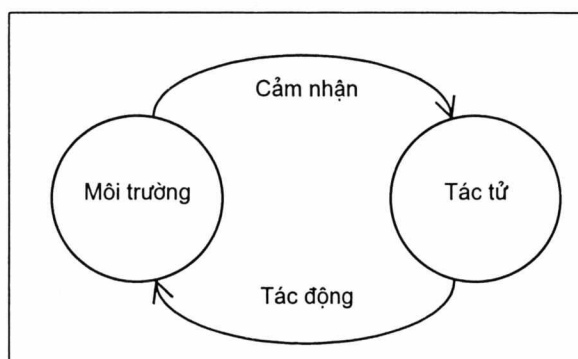 Cảm nhận
Môi trường
Tác tử
Tác động